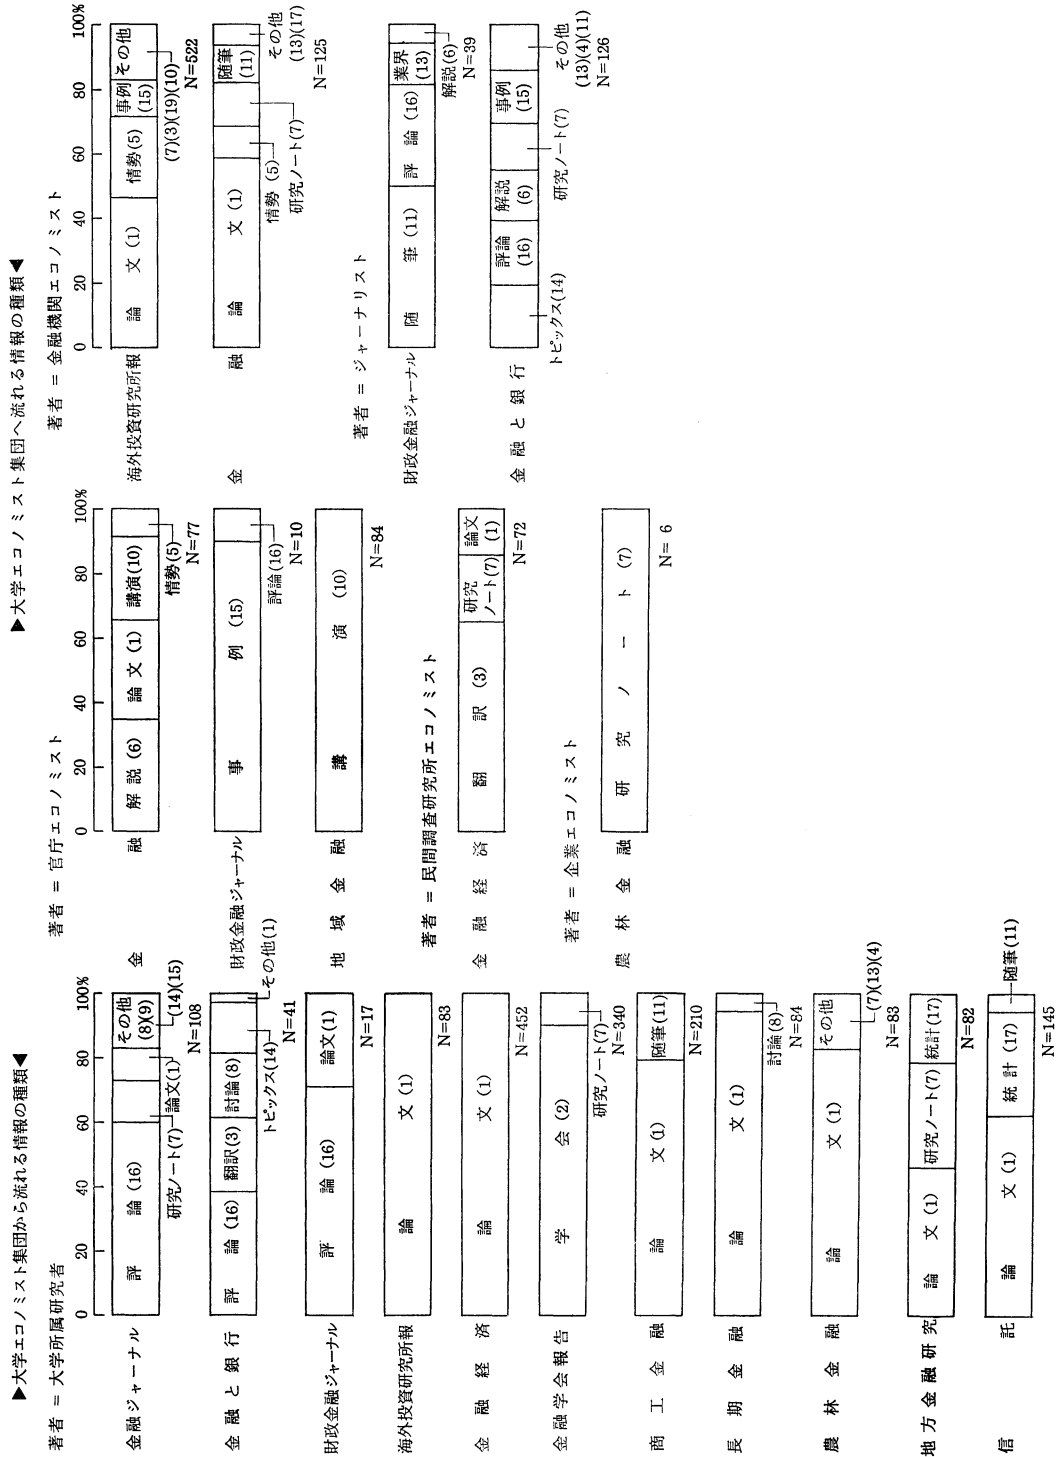 ▶大学エコノミスト集団から流れる情報の種類◀
著者 = 大学所属研究者
0 20 40 60 80 100%
金融ジャーナル
評 論 (16)
その他
(8)(9)
研究ノート(7)
論文(1)
(14)(15)
N=108
金 融 と 銀 行
評 論 (16)
翻訳(3)
討論(8)
トピックス(14)
その他(1)
N=41
財政金融ジャーナル
評 論 (16)
論文(1)
N=17
海外投資研究所報
論 文 (1)
N=83
金 融 経 済
論 文 (1)
N=452
金融学会報告
学 会 (2)
研究ノート(7)
N=340
商 工 金 融
論 文 (1)
随筆(11)
N=210
長 期 金 融
論 文 (1)
討論(8)
N=84
農 林 金 融
論 文 (1)
その他
(7)(13)(4)
N=83
地方金融研究
論 文 (1)
研究ノート(7)
統計(17)
N=82
信 託
論 文 (1)
統 計 (17)
随筆(11)
N=145
▶大学エコノミスト集団へ流れる情報の種類◀
著者 = 官庁エコノミスト
0 20 40 60 80 100%
金 融
解 説 (6)
論 文 (1)
講演(10)
情勢(5)
N=77
財政金融ジャーナル
事 例 (15)
評論(16)
N=10
地 域 金 融
講 演 (10)
N=84
著者 = 民間調査研究所エコノミスト
金 融 経 済
翻 訳 (3)
研究
ノート(7)
論文
(1)
N=72
著者 = 企業エコノミスト
農 林 金 融
研 究 ノ ー ト (7)
N= 6
著者 = 金融機関エコノミスト
0 20 40 60 80 100%
海外投資研究所報
論 文 (1)
情勢(5)
事例
(15)
その他
(7)(3)(19)(10)
N=522
金 融
論 文 (1)
随筆
(11)
情勢 (5)
研究ノート(7)
その他
(13)(17)
N=125
著者 = ジャーナリスト
財政金融ジャーナル
随 筆 (11)
評 論 (16)
業界
(13)
解説(6)
N=39
金 融 と 銀 行
評論
(16)
解説
(6)
事例
(15)
トピックス(14)
研究ノート(7)
その他
(13)(4)(11)
N=126